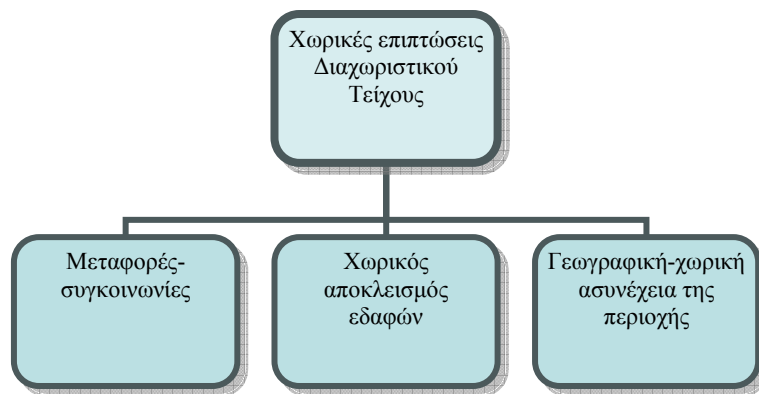 Χωρικές επιπτώσεις
Διαχωριστικού
Τείχους
Μεταφορές-
συγκοινωνίες
Χωρικός
αποκλεισμός
εδαφών
Γεωγραφική-χωρική
ασυνέχεια της
περιοχής